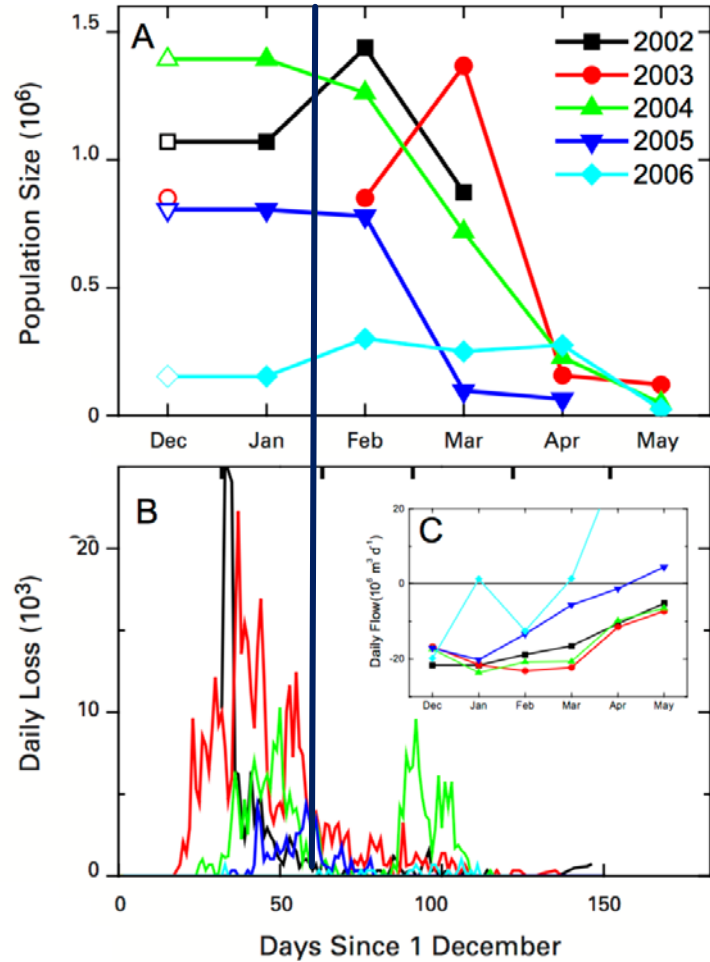 A
1.5
1.0
0.5
0
Population Size (10⁶)
2002
2003
2004
2005
2006
Dec Jan Feb Mar Apr May
B
20
10
0
Daily Loss (10³)
C
20
0
-20
Daily Flow(10⁶ m³ d⁻¹)
Dec Jan Feb Mar Apr May
0 50 100 150
Days Since 1 December